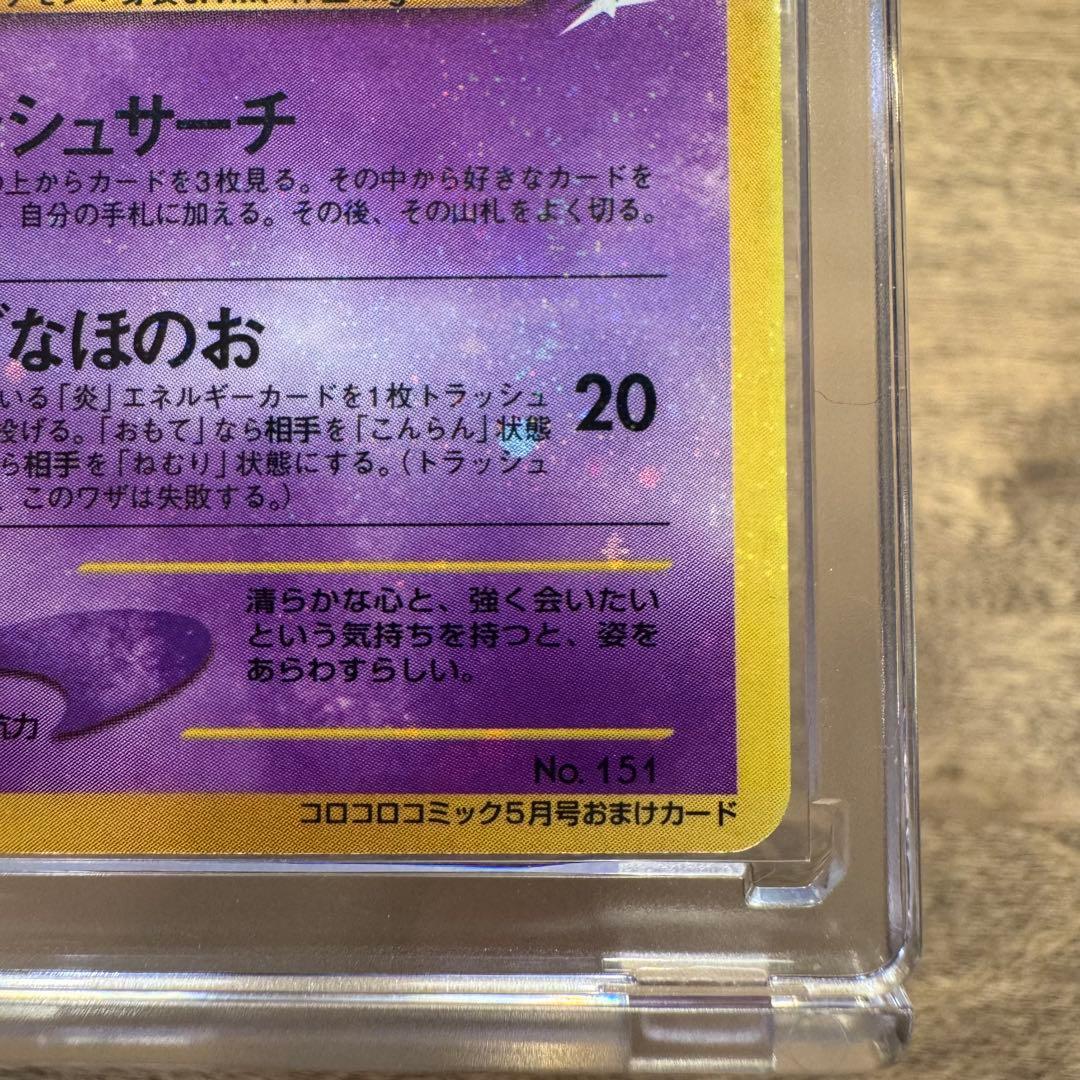 シュサーチ
上からカードを3枚見る。その中から好きなカードを
自分の手札に加える。その後、その山札をよく切る。
なほのお
いる「炎」エネルギーカードを1枚トラッシュ
20
投げる。「おもて」なら相手を「こんらん」状態
ら相手を「ねむり」状態にする。(トラッシュ
このワザは失敗する。)
清らかな心と、強く会いたい
という気持ちを持つと、姿を
あらわすらしい。
抗力
No. 151
コロコロコミック5月号おまけカード